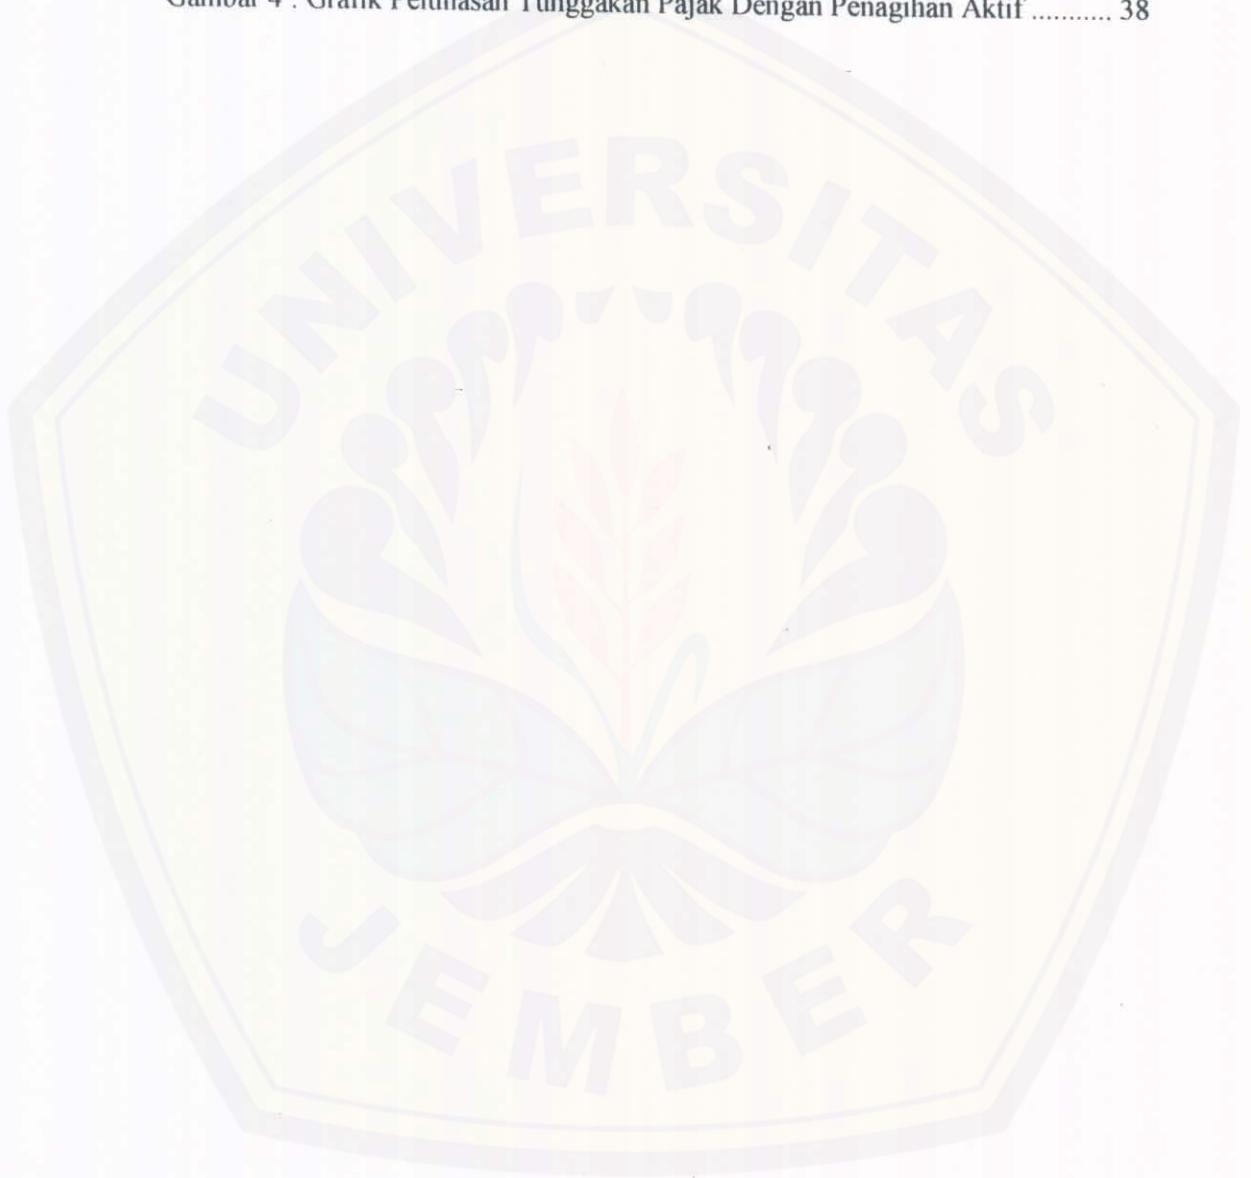 Gambar 4 : Grafik Pelunasan Tunggakan Pajak Dengan Penagihan Aktif ........... 38
UNIVERSITAS
JEMBER